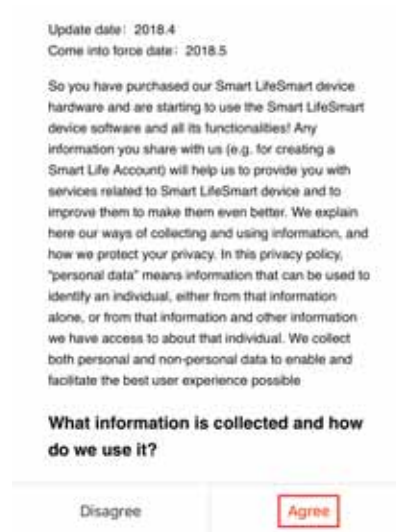 Update date：2018.4
Come into force date：2018.5
So you have purchased our Smart LifeSmart device
hardware and are starting to use the Smart LifeSmart
device software and all its functionalities! Any
information you share with us (e.g. for creating a
Smart Life Account) will help us to provide you with
services related to Smart LifeSmart device and to
improve them to make them even better. We explain
here our ways of collecting and using information, and
how we protect your privacy. In this privacy policy,
"personal data" means information that can be used to
identify an individual, either from that information
alone, or from that information and other information
we have access to about that individual. We collect
both personal and non-personal data to enable and
facilitate the best user experience possible
What information is collected and how
do we use it?
Disagree
Agree